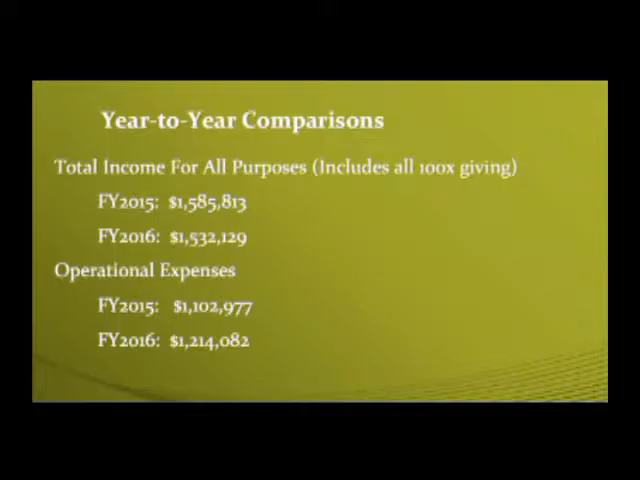 Year-to-Year Comparisons
Total Income For All Purposes (Includes all 100x giving)
FY2015: $1,585,813
FY2016: $1,532,129
Operational Expenses
FY2015: $1,102,977
FY2016: $1,214,082